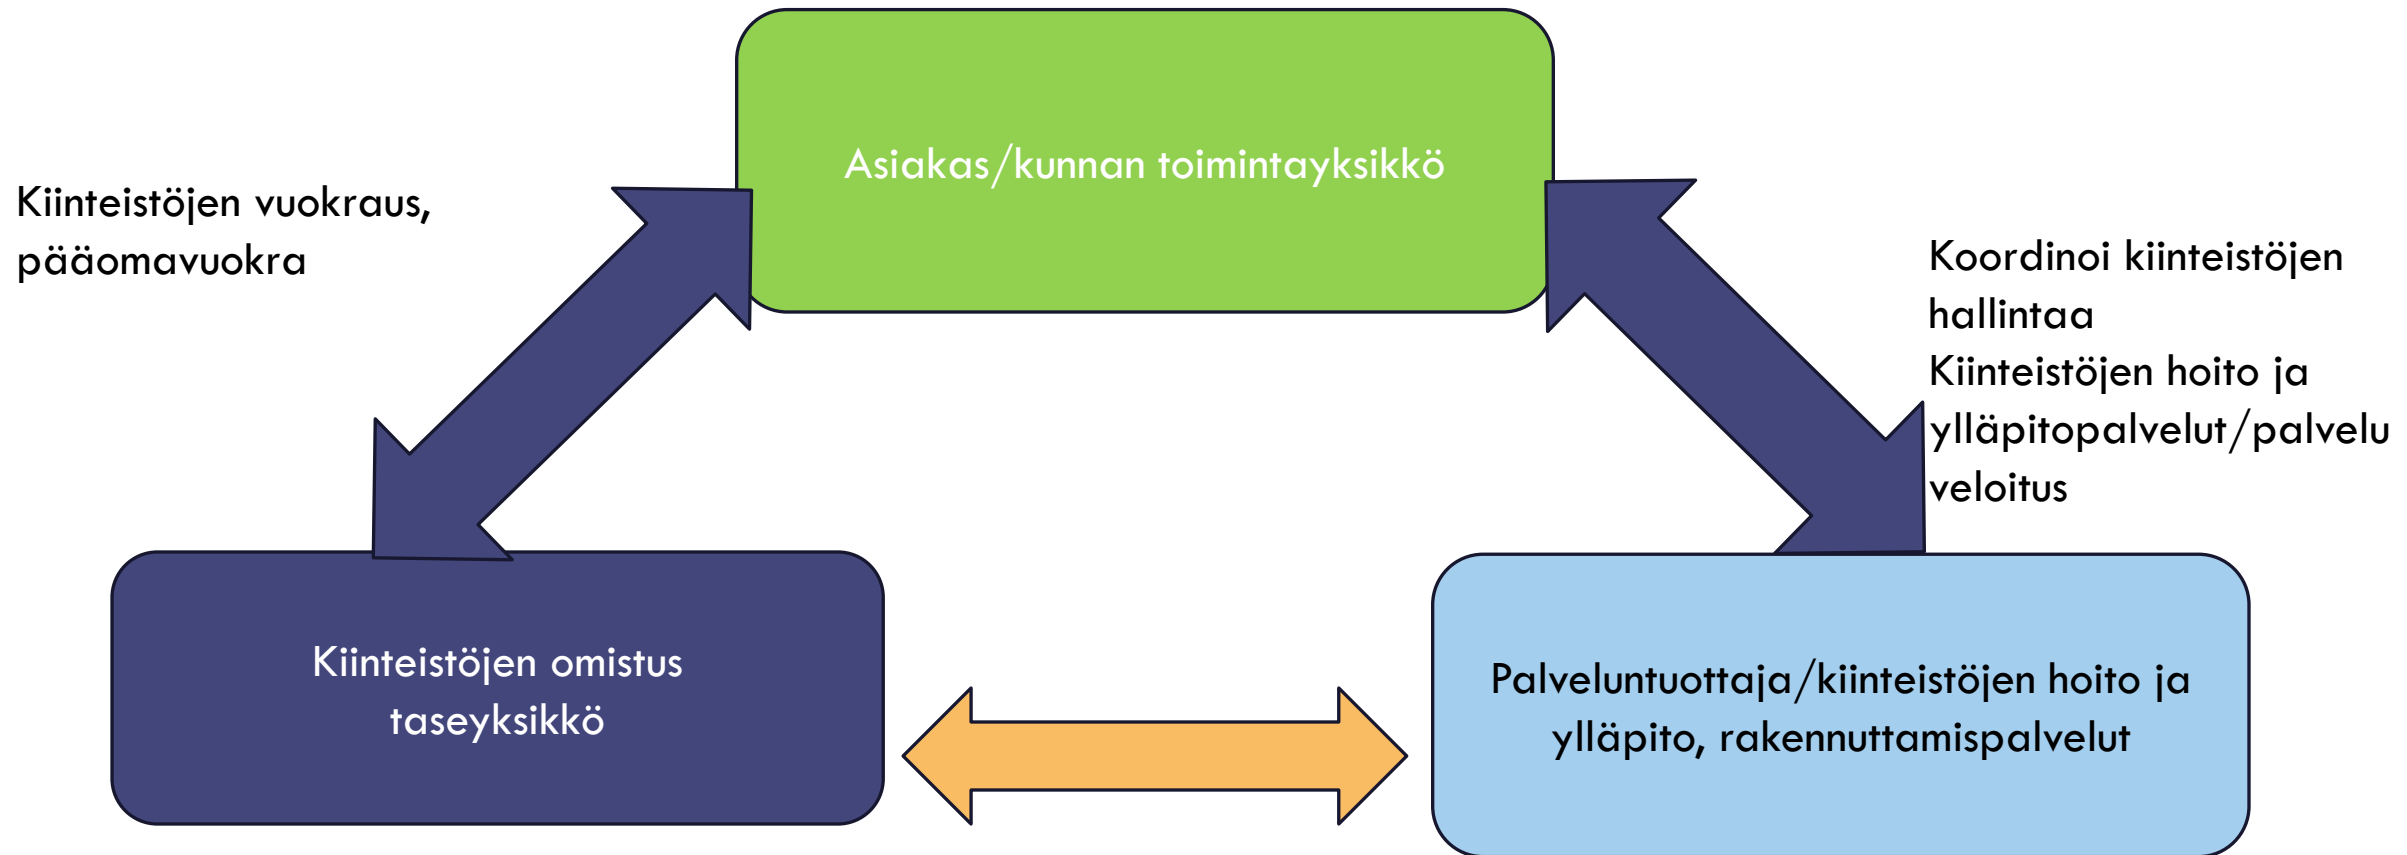 Asiakas/kunnan toimintayksikkö
Kiinteistöjen vuokraus,
pääomavuokra
Koordinoi kiinteistöjen
hallintaa
Kiinteistöjen hoito ja
ylläpitopalvelut/palvelu
veloitus
Kiinteistöjen omistus
taseyksikkö
Palveluntuottaja/kiinteistöjen hoito ja
ylläpito, rakennuttamispalvelut